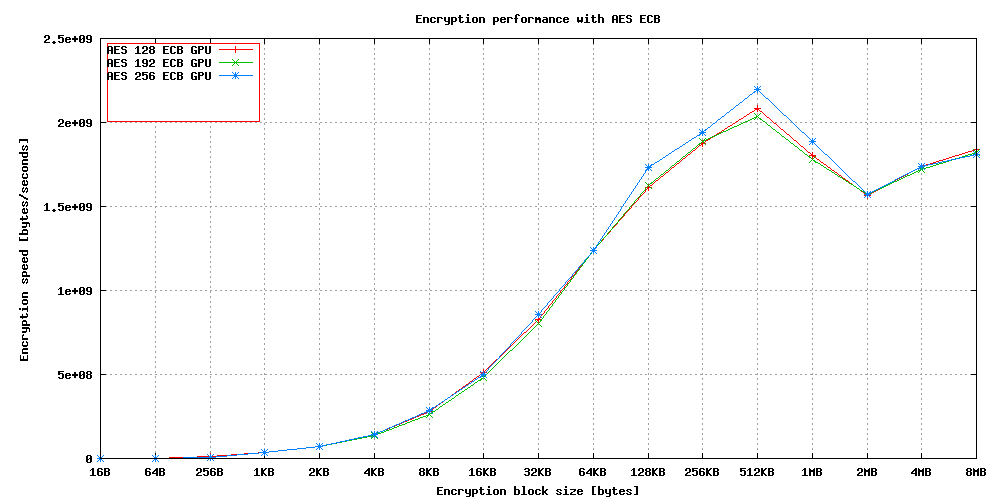 Encryption performance with AES ECB
2.5e+09
AES 128 ECB GPU
AES 192 ECB GPU
AES 256 ECB GPU
2e+09
1.5e+09
1e+09
5e+08
0
Encryption speed [bytes/seconds]
16B 64B 256B 1KB 2KB 4KB 8KB 16KB 32KB 64KB 128KB 256KB 512KB 1MB 2MB 4MB 8MB
Encryption block size [bytes]